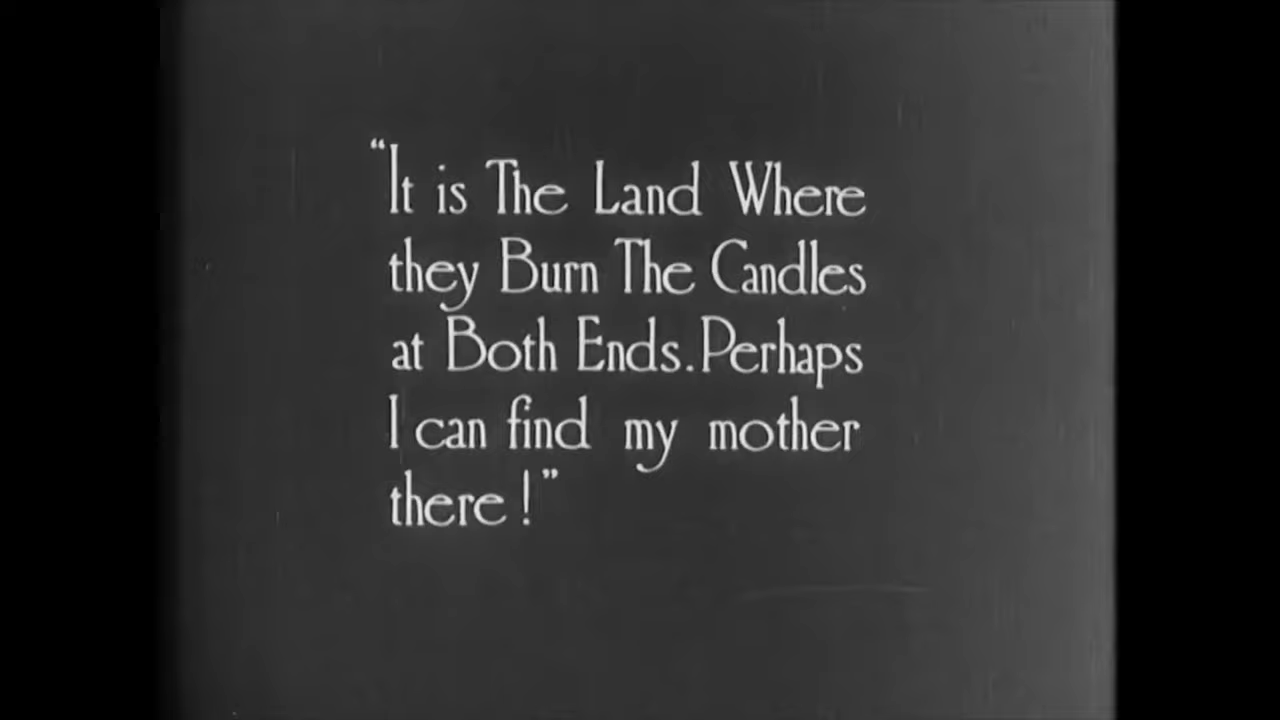 “It is The Land Where
they Burn The Candles
at Both Ends. Perhaps
I can find my mother
there!”